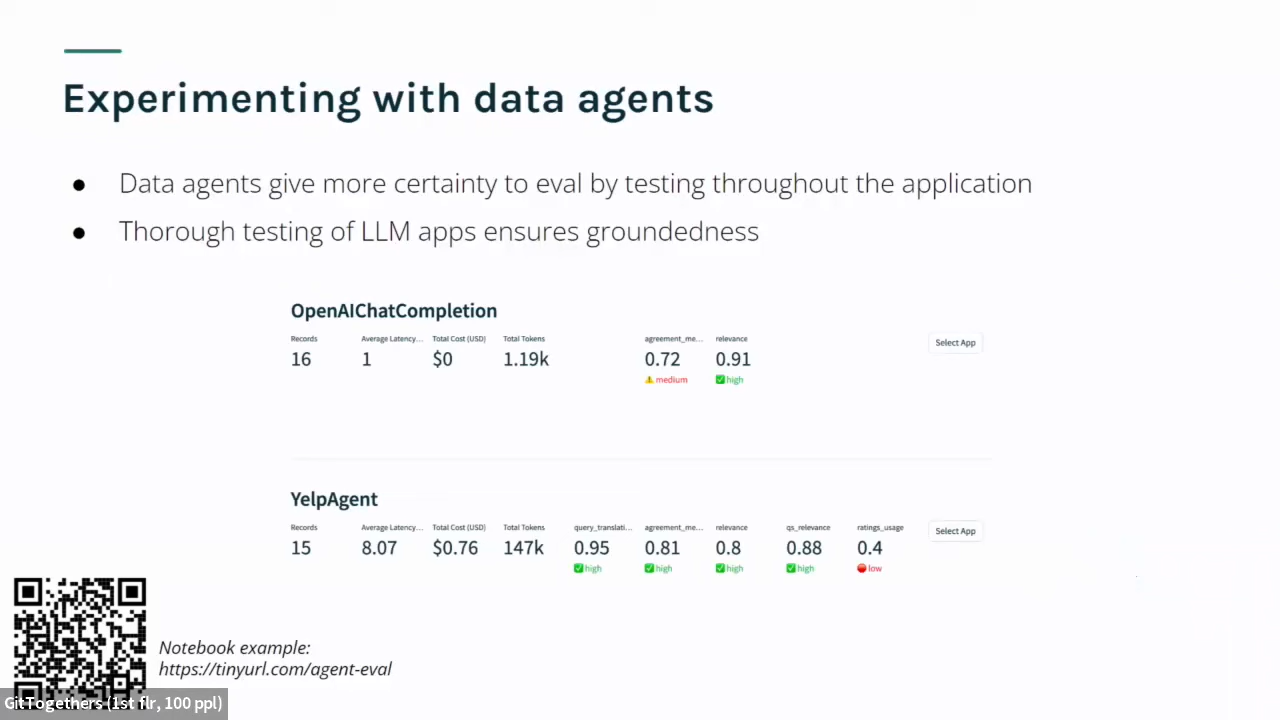 Experimenting with data agents
● Data agents give more certainty to eval by testing throughout the application
● Thorough testing of LLM apps ensures groundedness
OpenAIChatCompletion
Records Average Latency... Total Cost (USD) Total Tokens agreement_me... relevance
16 1 $0 1.19k 0.72 0.91
medium high
Select App
YelpAgent
Records Average Latency... Total Cost (USD) Total Tokens query_translati... agreement_me... relevance qs_relevance ratings_usage
15 8.07 $0.76 147k 0.95 0.81 0.8 0.88 0.4
high high high high low
Select App
Notebook example:
https://tinyurl.com/agent-eval
GitTogethers (1st flr, 100 ppl)